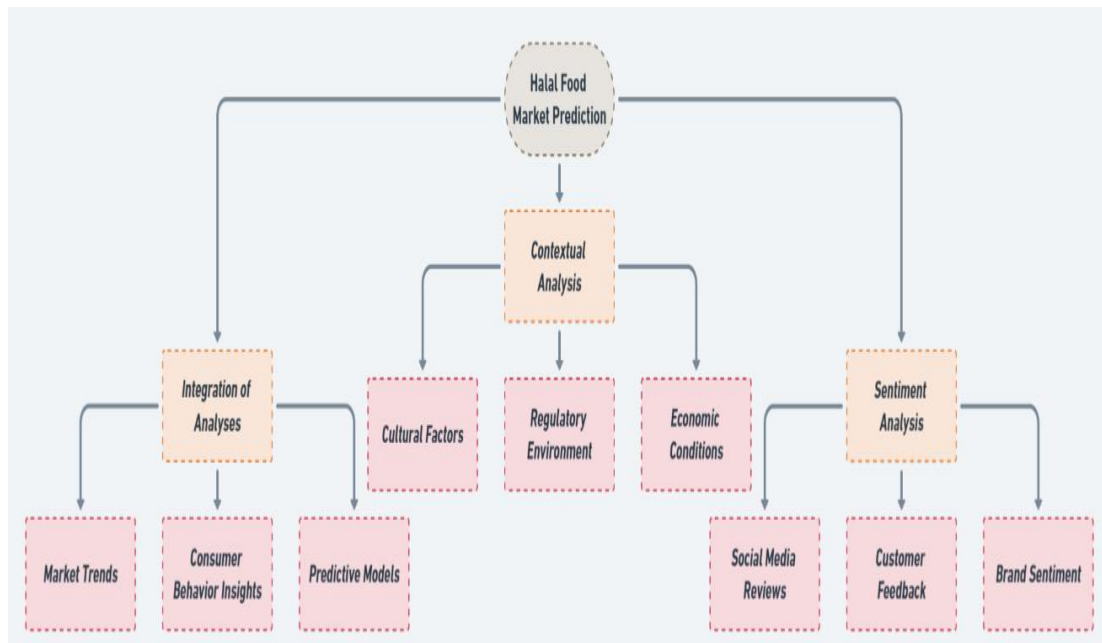 Halal Food
Market Prediction
Contextual
Analysis
Integration of
Analyses
Sentiment
Analysis
Cultural Factors
Regulatory
Environment
Economic
Conditions
Market Trends
Consumer
Behavior Insights
Predictive Models
Social Media
Reviews
Customer
Feedback
Brand Sentiment